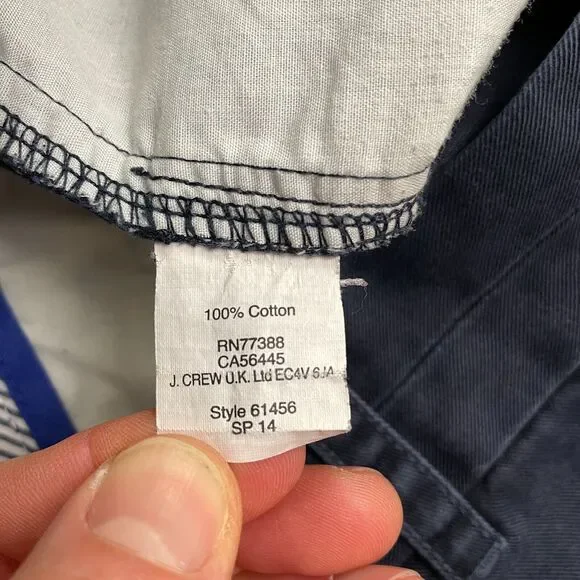 100% Cotton
RN77388
CA56445
J. CREW U.K. Ltd EC4V 6JA
Style 61456
SP 14